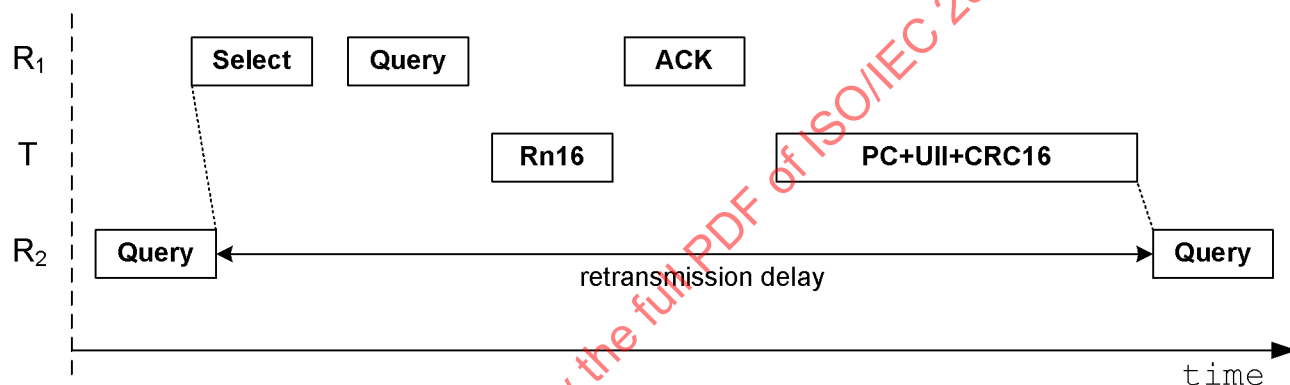 R1 Select Query ACK
T Rn16 PC+UII+CRC16
R2 Query Query
retransmission delay
time
y the full PDF of ISO/IEC 20